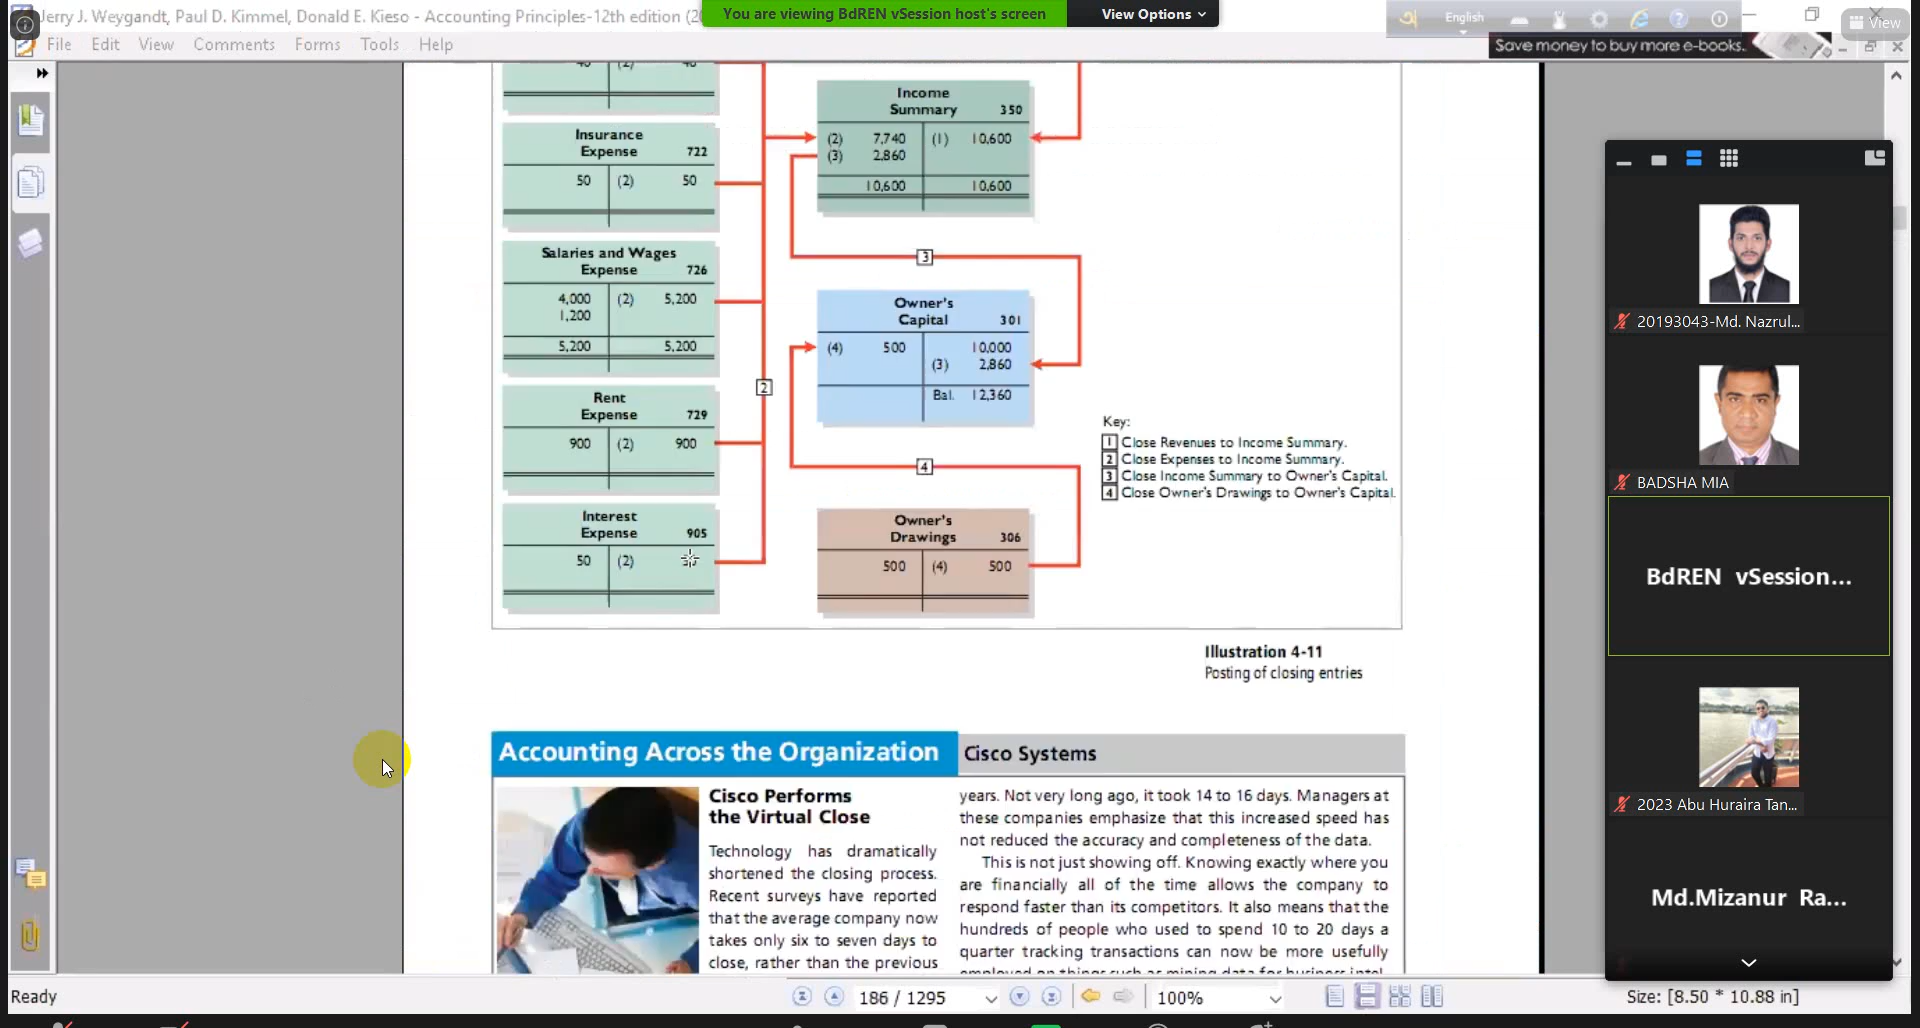 Jerry J. Weygandt, Paul D. Kimmel, Donald E. Kieso - Accounting Principles-12th edition (2
You are viewing BdREN vSession host's screen
View Options
English
View
File Edit View Comments Forms Tools Help
Save money to buy more e-books.
40 (2) 40
Insurance
Expense 722
50 (2) 50
Salaries and Wages
Expense 726
4,000 (2) 5,200
1,200
5,200 5,200
Rent
Expense 729
900 (2) 900
Interest
Expense 905
50 (2)
2
Income
Summary 350
(2) 7,740 (1) 10,600
(3) 2,860
10,600 10,600
3
Owner's
Capital 301
(4) 500 10,000
(3) 2,860
Bal. 12,360
4
Owner's
Drawings 306
500 (4) 500
Key:
1 Close Revenues to Income Summary.
2 Close Expenses to Income Summary.
3 Close Income Summary to Owner's Capital.
4 Close Owner's Drawings to Owner's Capital.
Illustration 4-11
Posting of closing entries
Accounting Across the Organization
Cisco Systems
Cisco Performs
the Virtual Close
Technology has dramatically
shortened the closing process.
Recent surveys have reported
that the average company now
takes only six to seven days to
close, rather than the previous
years. Not very long ago, it took 14 to 16 days. Managers at
these companies emphasize that this increased speed has
not reduced the accuracy and completeness of the data.
This is not just showing off. Knowing exactly where you
are financially all of the time allows the company to
respond faster than its competitors. It also means that the
hundreds of people who used to spend 10 to 20 days a
quarter tracking transactions can now be more usefully
employed on things such as mining data for business intel-
20193043-Md. Nazrul...
BADSHA MIA
BdREN vSession...
2023 Abu Huraira Tan...
Md.Mizanur Ra...
Ready
186 / 1295
100%
Size: [8.50 * 10.88 in]